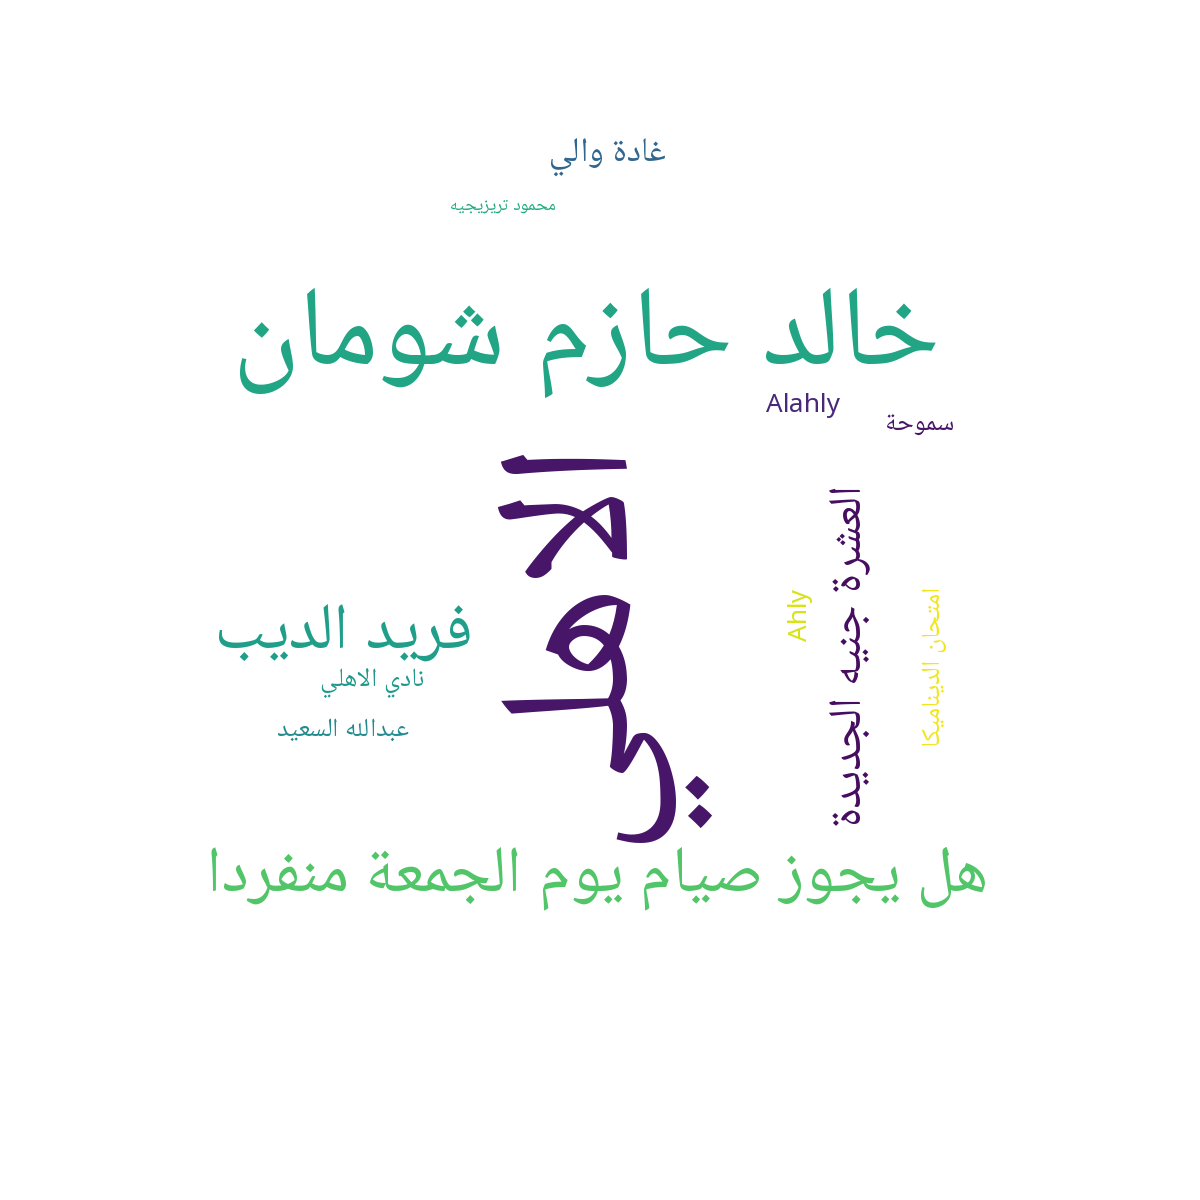 غادة والي
محمود تريزيجيه
خالد حازم شومان
Alahly
سموحة
الاهلي
العشرة جنيه الجديدة
Ahly
امتحان الديناميكا
فريد الديب
نادي الاهلي
عبدالله السعيد
هل يجوز صيام يوم الجمعة منفردا